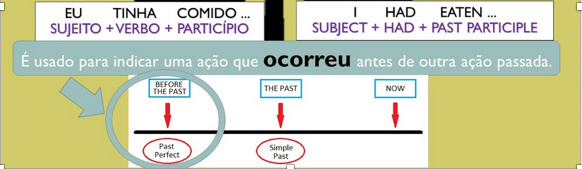 EU TINHA COMIDO ...
SUJEITO + VERBO + PARTICÍPIO
I HAD EATEN ...
SUBJECT + HAD + PAST PARTICIPLE
É usado para indicar uma ação que ocorreu antes de outra ação passada.
BEFORE
THE PAST
THE PAST
NOW
Past
Perfect
Simple
Past